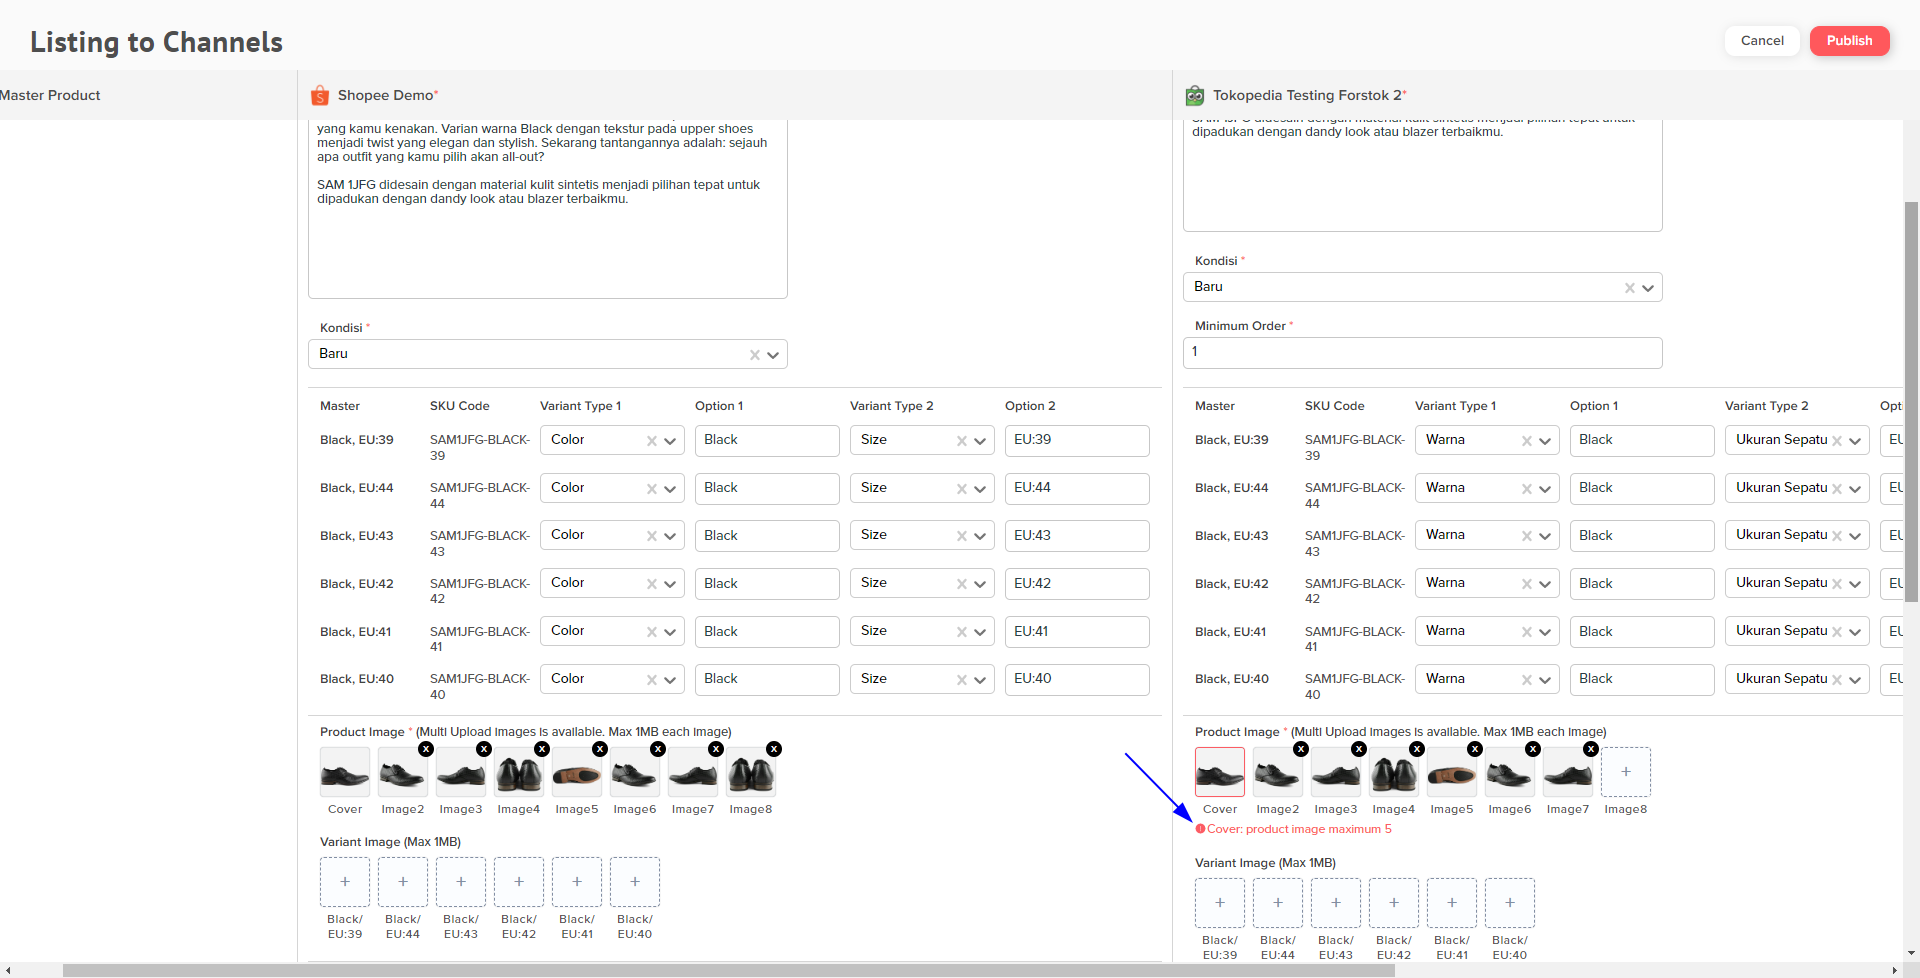 Listing to Channels
Cancel
Publish
Master Product
Shopee Demo*
Tokopedia Testing Forstok 2*
yang kamu kenakan. Varian warna Black dengan tekstur pada upper shoes
menjadi twist yang elegan dan stylish. Sekarang tantangannya adalah: sejauh
apa outfit yang kamu pilih akan all-out?
SAM 1JFG didesain dengan material kulit sintetis menjadi pilihan tepat untuk
dipadukan dengan dandy look atau blazer terbaikmu.
Kondisi *
Baru
Master SKU Code Variant Type 1 Option 1 Variant Type 2 Option 2
Black, EU:39 SAM1JFG-BLACK- Color Black Size EU:39
39
Black, EU:44 SAM1JFG-BLACK- Color Black Size EU:44
44
Black, EU:43 SAM1JFG-BLACK- Color Black Size EU:43
43
Black, EU:42 SAM1JFG-BLACK- Color Black Size EU:42
42
Black, EU:41 SAM1JFG-BLACK- Color Black Size EU:41
41
Black, EU:40 SAM1JFG-BLACK- Color Black Size EU:40
40
Product Image * (Multi Upload images is available. Max 1MB each image)
Cover Image2 Image3 Image4 Image5 Image6 Image7 Image8
Variant Image (Max 1MB)
Black/ Black/ Black/ Black/ Black/ Black/
EU:39 EU:44 EU:43 EU:42 EU:41 EU:40
SAM 1JFG didesain dengan material kulit sintetis menjadi pilihan tepat untuk
dipadukan dengan dandy look atau blazer terbaikmu.
Kondisi *
Baru
Minimum Order *
1
Master SKU Code Variant Type 1 Option 1 Variant Type 2 Opt
Black, EU:39 SAM1JFG-BLACK- Warna Black Ukuran Sepatu EU
39
Black, EU:44 SAM1JFG-BLACK- Warna Black Ukuran Sepatu EU
44
Black, EU:43 SAM1JFG-BLACK- Warna Black Ukuran Sepatu EU
43
Black, EU:42 SAM1JFG-BLACK- Warna Black Ukuran Sepatu EU
42
Black, EU:41 SAM1JFG-BLACK- Warna Black Ukuran Sepatu EU
41
Black, EU:40 SAM1JFG-BLACK- Warna Black Ukuran Sepatu EU
40
Product Image * (Multi Upload images is available. Max 1MB each image)
Cover Image2 Image3 Image4 Image5 Image6 Image7 Image8
Cover: product image maximum 5
Variant Image (Max 1MB)
Black/ Black/ Black/ Black/ Black/ Black/
EU:39 EU:44 EU:43 EU:42 EU:41 EU:40